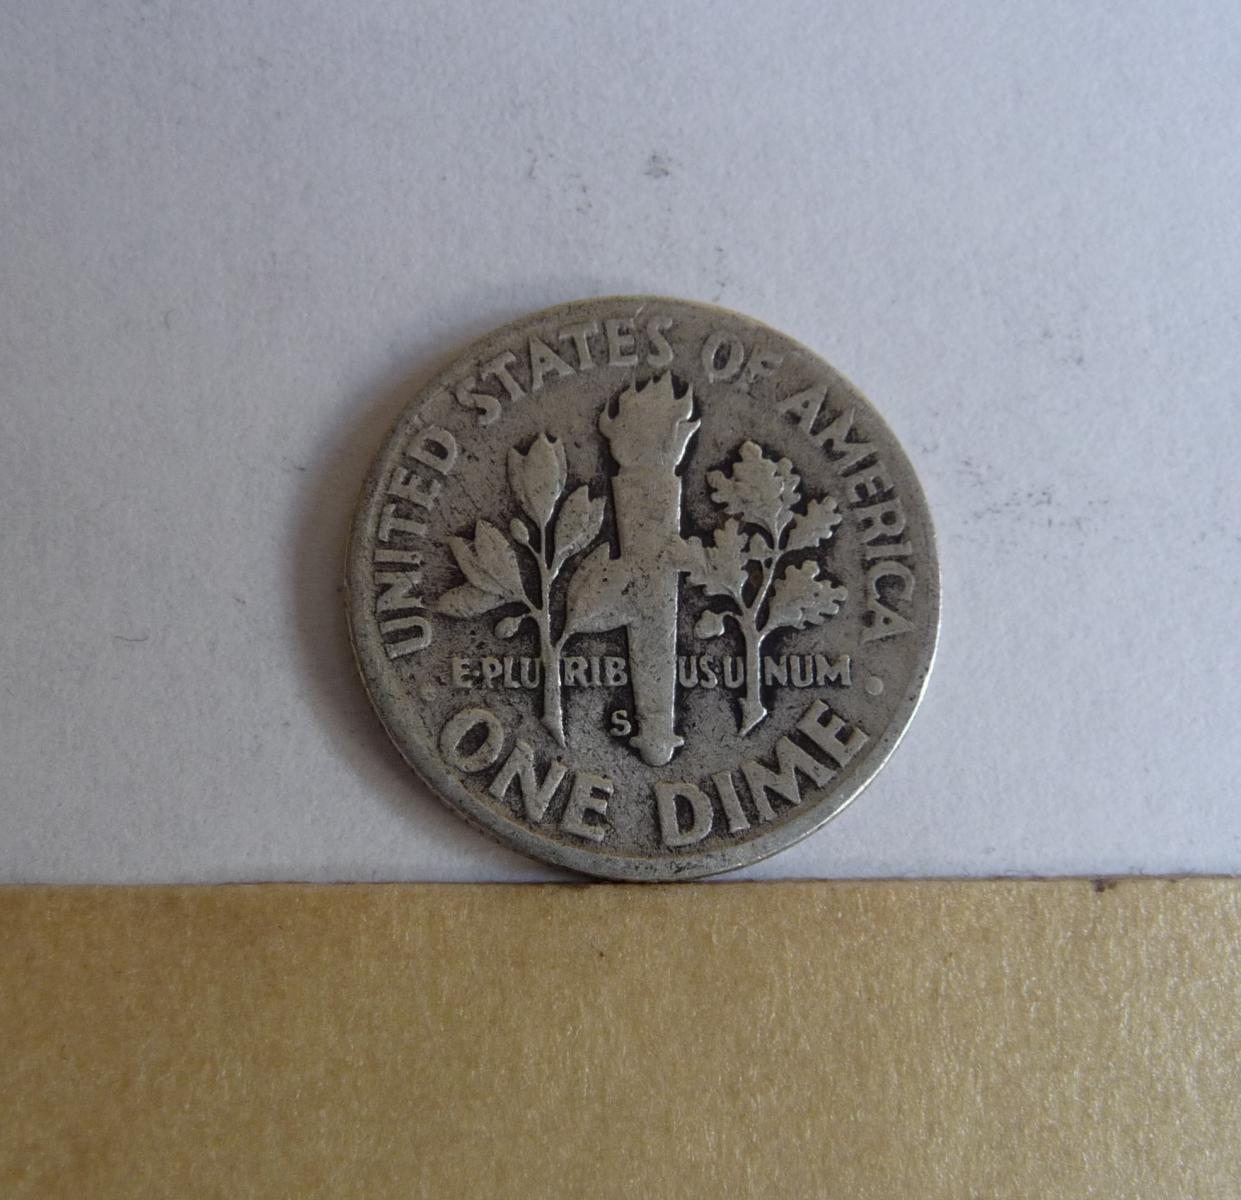 UNITED STATES OF AMERICA
E·PLURIBUS·UNUM
S
ONE DIME